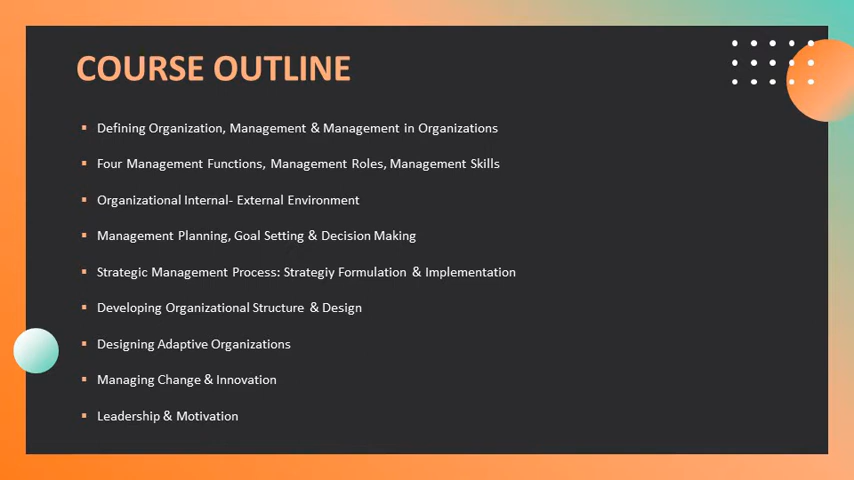 COURSE OUTLINE
Defining Organization, Management & Management in Organizations
Four Management Functions, Management Roles, Management Skills
Organizational Internal- External Environment
Management Planning, Goal Setting & Decision Making
Strategic Management Process: Strategiy Formulation & Implementation
Developing Organizational Structure & Design
Designing Adaptive Organizations
Managing Change & Innovation
Leadership & Motivation